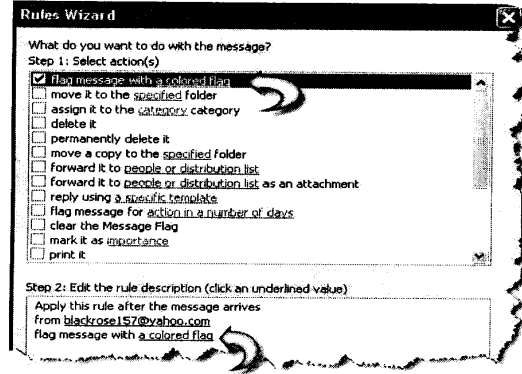 Rules Wizard
What do you want to do with the message?
Step 1: Select action(s)
flag message with a colored flag
move it to the specified folder
assign it to the category category
delete it
permanently delete it
move a copy to the specified folder
forward it to people or distribution list
forward it to people or distribution list as an attachment
reply using a specific template
flag message for action in a number of days
clear the Message Flag
mark it as importance
print it
Step 2: Edit the rule description (click an underlined value)
Apply this rule after the message arrives
from blackrose157@yahoo.com
flag message with a colored flag